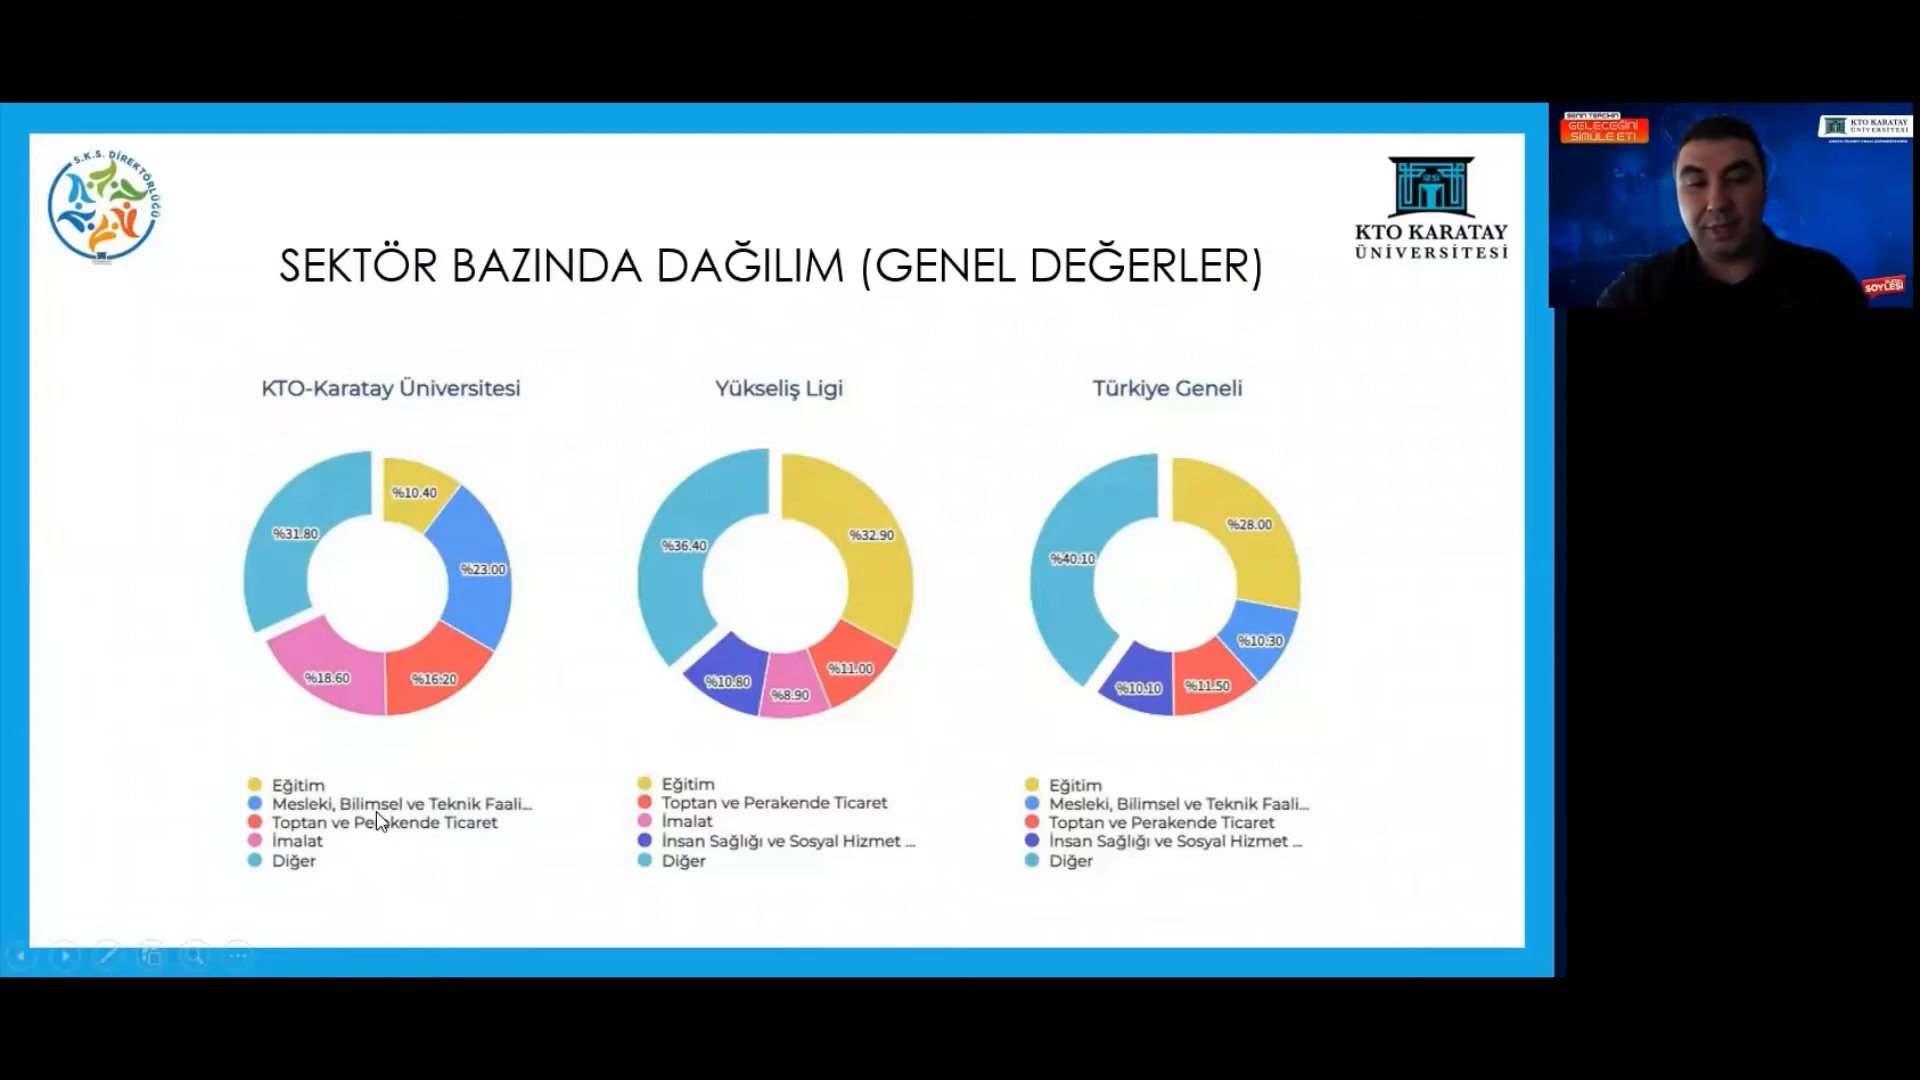 S.K.S. DİREKTÖRLÜĞÜ
KTO KARATAY
ÜNİVERSİTESİ
SEKTÖR BAZINDA DAĞILIM (GENEL DEĞERLER)
KTO-Karatay Üniversitesi
%10.40
%23.00
%16.20
%18.60
%31.80
Eğitim
Mesleki, Bilimsel ve Teknik Faali...
Toptan ve Perakende Ticaret
İmalat
Diğer
Yükseliş Ligi
%32.90
%11.00
%8.90
%10.80
%36.40
Eğitim
Toptan ve Perakende Ticaret
İmalat
İnsan Sağlığı ve Sosyal Hizmet ...
Diğer
Türkiye Geneli
%28.00
%10.30
%11.50
%10.10
%40.10
Eğitim
Mesleki, Bilimsel ve Teknik Faali...
Toptan ve Perakende Ticaret
İnsan Sağlığı ve Sosyal Hizmet ...
Diğer
SENİN TERCİHİN
GELECEĞİNİ
SİMÜLE ET!
KTO KARATAY
ÜNİVERSİTESİ
SÖYLEŞİ